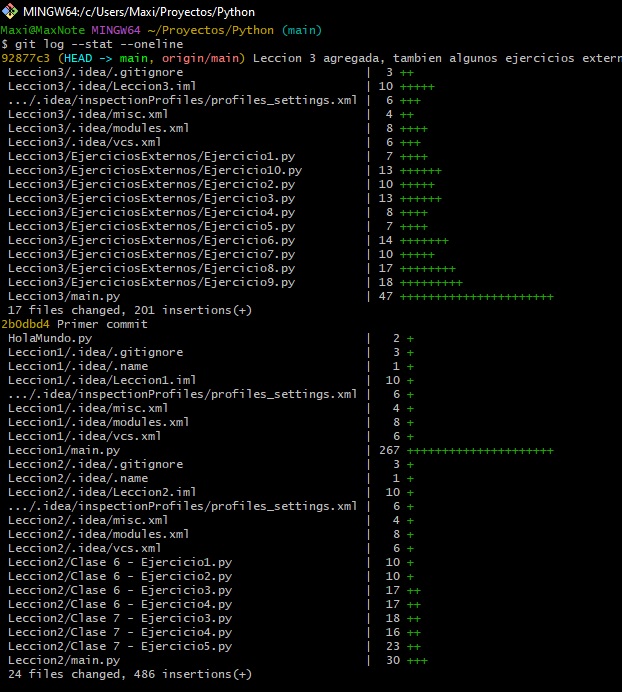 MINGW64:/c/Users/Maxi/Proyectos/Python
Maxi@MaxNote MINGW64 ~/Proyectos/Python (main)
$ git log --stat --oneline
92877c3 (HEAD -> main, origin/main) Leccion 3 agregada, tambien algunos ejercicios extern
Leccion3/.idea/.gitignore | 3 ++
Leccion3/.idea/Leccion3.iml | 10 +++++
.../.idea/inspectionProfiles/profiles_settings.xml | 6 +++
Leccion3/.idea/misc.xml | 4 ++
Leccion3/.idea/modules.xml | 8 ++++
Leccion3/.idea/vcs.xml | 6 +++
Leccion3/EjerciciosExternos/Ejercicio1.py | 7 ++++
Leccion3/EjerciciosExternos/Ejercicio10.py | 13 ++++++
Leccion3/EjerciciosExternos/Ejercicio2.py | 10 +++++
Leccion3/EjerciciosExternos/Ejercicio3.py | 13 ++++++
Leccion3/EjerciciosExternos/Ejercicio4.py | 8 ++++
Leccion3/EjerciciosExternos/Ejercicio5.py | 7 ++++
Leccion3/EjerciciosExternos/Ejercicio6.py | 14 +++++++
Leccion3/EjerciciosExternos/Ejercicio7.py | 10 +++++
Leccion3/EjerciciosExternos/Ejercicio8.py | 17 ++++++++
Leccion3/EjerciciosExternos/Ejercicio9.py | 18 +++++++++
Leccion3/main.py | 47 ++++++++++++++++++++++
17 files changed, 201 insertions(+)
2b0dbd4 Primer commit
HolaMundo.py | 2 +
Leccion1/.idea/.gitignore | 3 +
Leccion1/.idea/.name | 1 +
Leccion1/.idea/Leccion1.iml | 10 +
.../.idea/inspectionProfiles/profiles_settings.xml | 6 +
Leccion1/.idea/misc.xml | 4 +
Leccion1/.idea/modules.xml | 8 +
Leccion1/.idea/vcs.xml | 6 +
Leccion1/main.py | 267 +++++++++++++++++++++
Leccion2/.idea/.gitignore | 3 +
Leccion2/.idea/.name | 1 +
Leccion2/.idea/Leccion2.iml | 10 +
.../.idea/inspectionProfiles/profiles_settings.xml | 6 +
Leccion2/.idea/misc.xml | 4 +
Leccion2/.idea/modules.xml | 8 +
Leccion2/.idea/vcs.xml | 6 +
Leccion2/Clase 6 - Ejercicio1.py | 10 +
Leccion2/Clase 6 - Ejercicio2.py | 10 +
Leccion2/Clase 6 - Ejercicio3.py | 17 ++
Leccion2/Clase 6 - Ejercicio4.py | 17 ++
Leccion2/Clase 7 - Ejercicio3.py | 18 ++
Leccion2/Clase 7 - Ejercicio4.py | 16 ++
Leccion2/Clase 7 - Ejercicio5.py | 23 ++
Leccion2/main.py | 30 +++
24 files changed, 486 insertions(+)